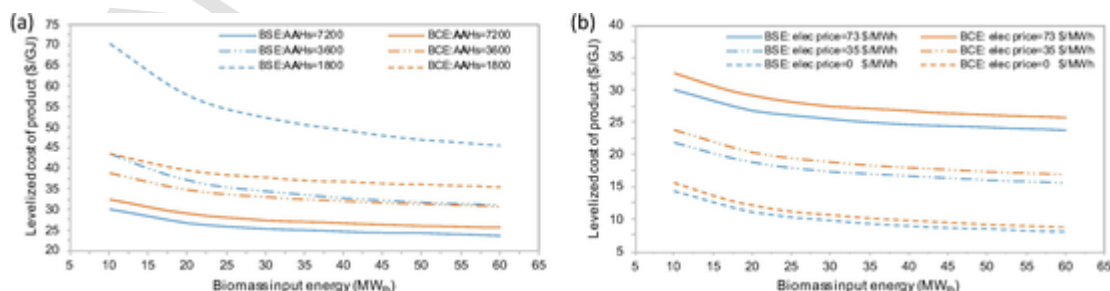 (a)
Levelized cost of product ($/GJ)
75
70
65
60
55
50
45
40
35
30
25
20
BSE:AAHs=7200
BCE:AAHs=7200
BSE:AAHs=3600
BCE:AAHs=3600
BSE:AAHs=1800
BCE:AAHs=1800
5 10 15 20 25 30 35 40 45 50 55 60 65
Biomass input energy (MWth)
(b)
Levelized cost of product ($/GJ)
40
35
30
25
20
15
10
5
BSE: elec price=73 $/MWh
BCE: elec price=73 $/MWh
BSE: elec price=35 $/MWh
BCE: elec price=35 $/MWh
BSE: elec price=0 $/MWh
BCE: elec price=0 $/MWh
5 10 15 20 25 30 35 40 45 50 55 60 65
Biomass input energy (MWth)